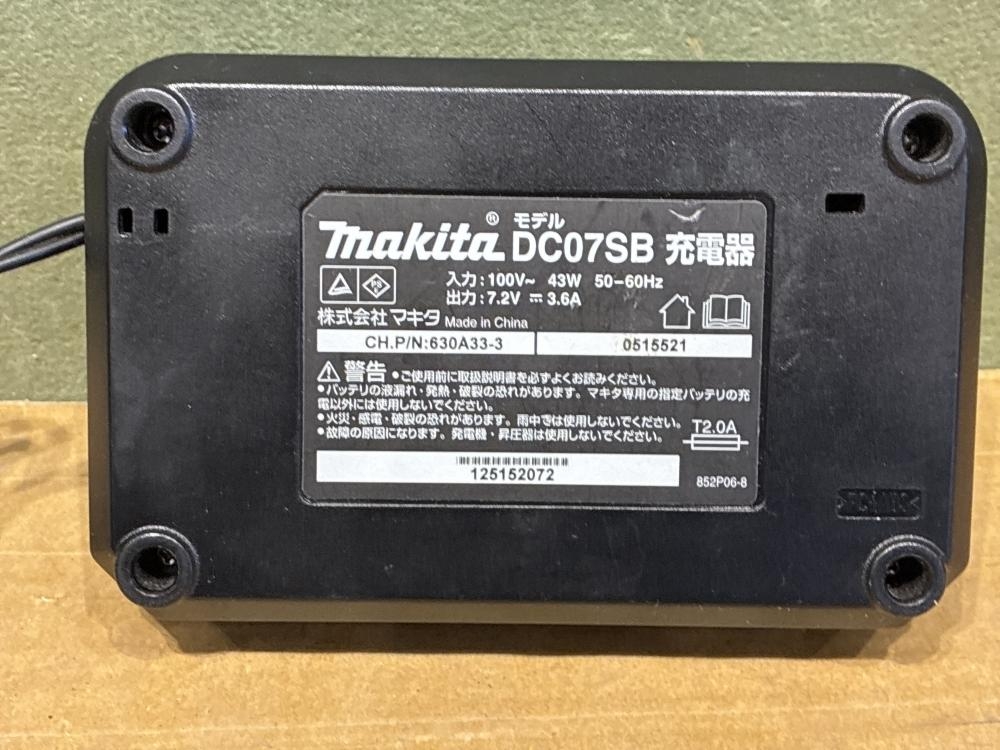 makita® モデル DC07SB 充電器
入力:100V~ 43W 50-60Hz
出力:7.2V ⎓ 3.6A
PS E
株式会社マキタ Made in China
CH.P/N:630A33-3 0515521
⚠警告 •ご使用前に取扱説明書を必ずよくお読みください。
•バッテリの液漏れ・発熱・破裂の恐れがあります。マキタ専用の指定バッテリの充
電以外には使用しないでください。
•火災・感電・破裂の恐れがあります。雨中では使用しないでください。
•故障の原因になります。発電機・昇圧器は使用しないでください。
T2.0A
125152072
852P06-8